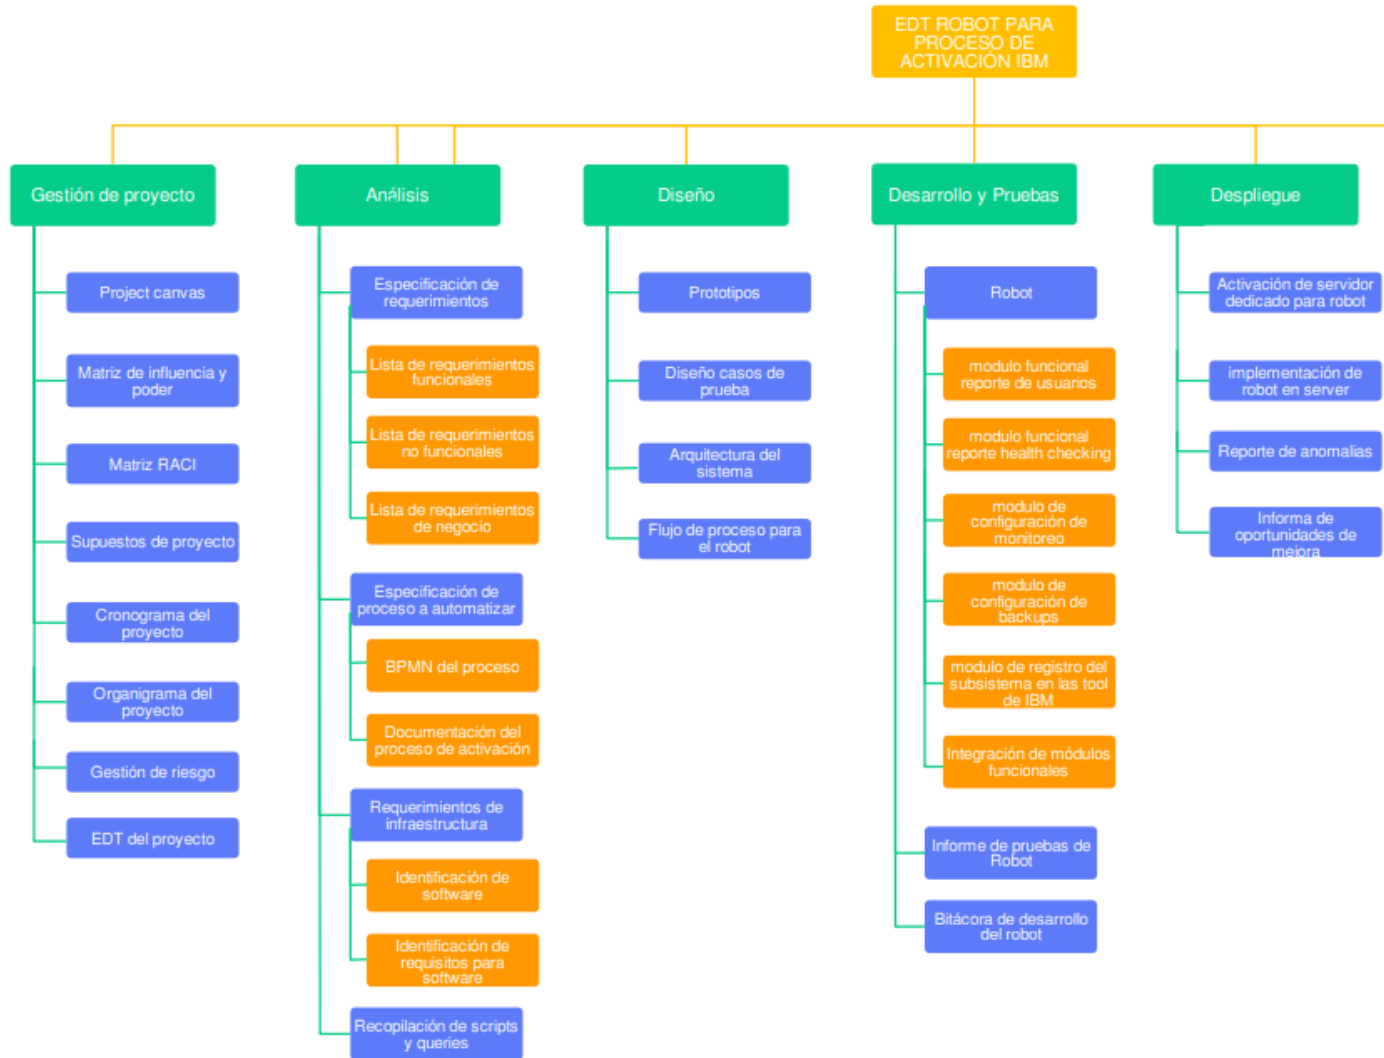 EDT ROBOT PARA
PROCESO DE
ACTIVACIÓN IBM
Gestión de proyecto
Project canvas
Matriz de influencia y
poder
Matriz RACI
Supuestos de proyecto
Cronograma del
proyecto
Organigrama del
proyecto
Gestión de riesgo
EDT del proyecto
Análisis
Especificación de
requerimientos
Lista de requerimientos
funcionales
Lista de requerimientos
no funcionales
Lista de requerimientos
de negocio
Especificación de
proceso a automatizar
BPMN del proceso
Documentación del
proceso de activación
Requerimientos de
infraestructura
Identificación de
software
Identificación de
requisitos para
software
Recopilación de scripts
y queries
Diseño
Prototipos
Diseño casos de
prueba
Arquitectura del
sistema
Flujo de proceso para
el robot
Desarrollo y Pruebas
Robot
modulo funcional
reporte de usuarios
modulo funcional
reporte health checking
modulo de
configuración de
monitoreo
modulo de
configuración de
backups
modulo de registro del
subsistema en las tool
de IBM
Integración de módulos
funcionales
Informe de pruebas de
Robot
Bitácora de desarrollo
del robot
Despliegue
Activación de servidor
dedicado para robot
implementación de
robot en server
Reporte de anomalias
Informa de
oportunidades de
mejora